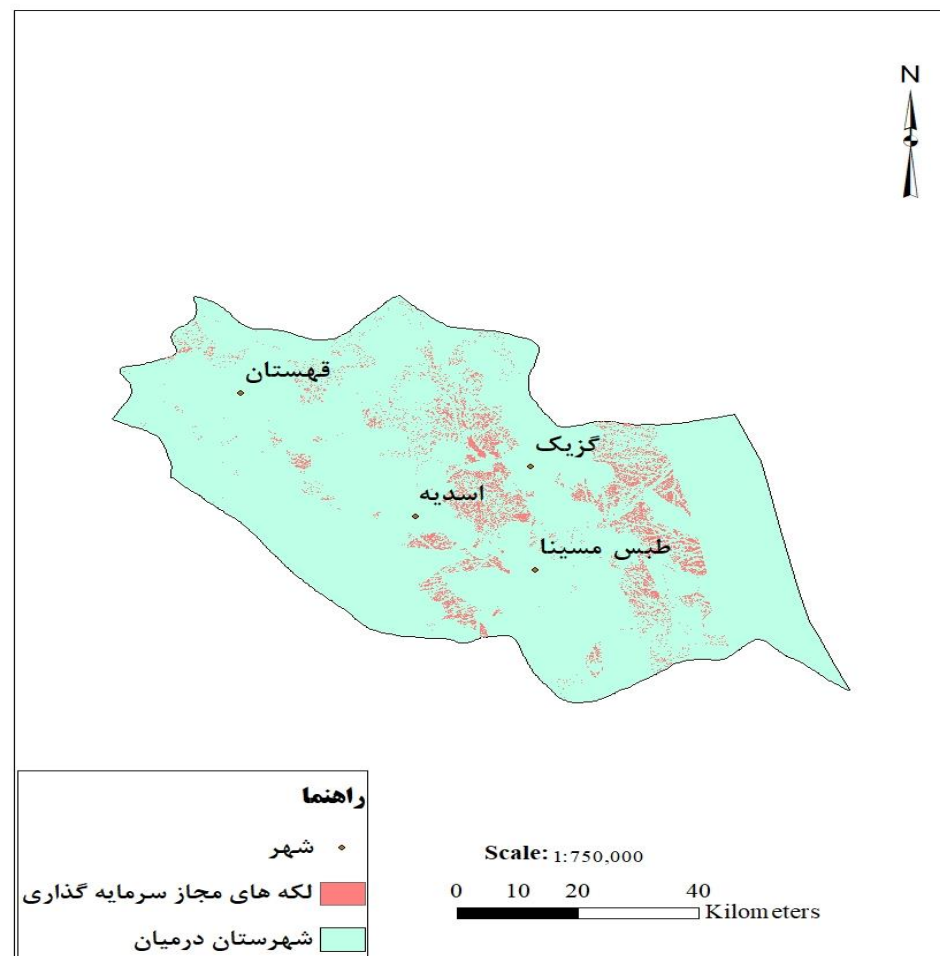 N
قهستان
گزیک
اسدیه
طبس مسینا
راهنما
شهر
لکه های مجاز سرمایه گذاری
شهرستان درمیان
Scale: 1:750,000
0 10 20 40
Kilometers